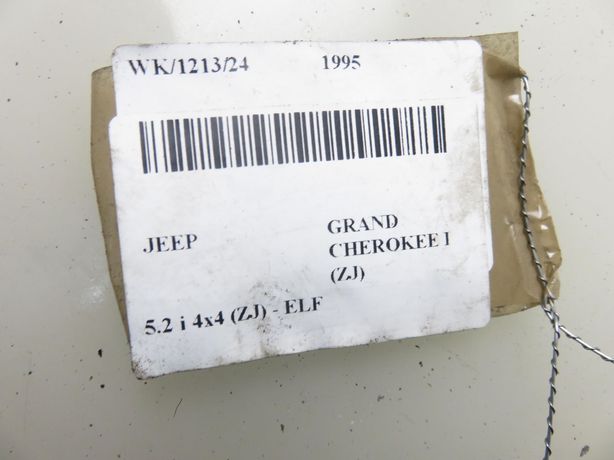 WK/1213/24 1995
JEEP GRAND
CHEROKEE I
(ZJ)
5.2 i 4x4 (ZJ) - ELF